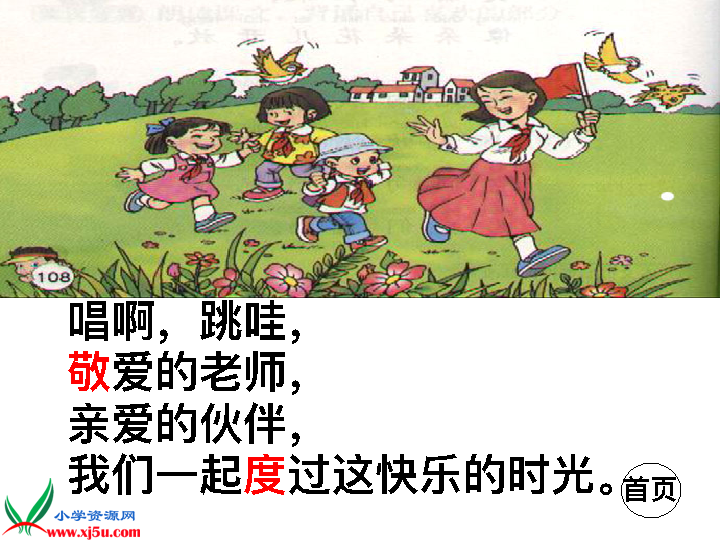 108
唱啊，跳哇，
敬爱的老师，
亲爱的伙伴，
我们一起度过这快乐的时光。
首页
小学资源网
www.xj5u.com